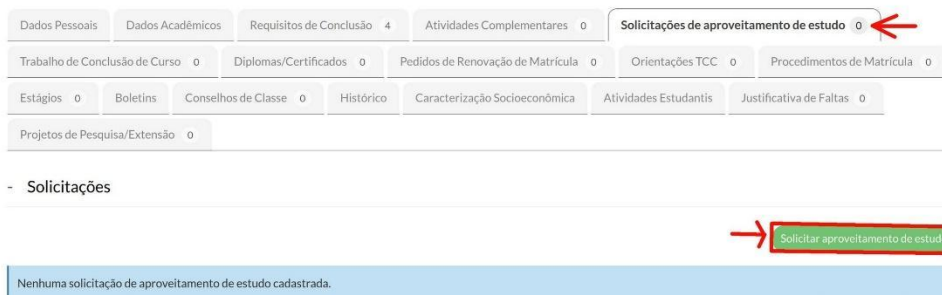 Dados Pessoais Dados Acadêmicos Requisitos de Conclusão 4 Atividades Complementares 0 Solicitações de aproveitamento de estudo 0
Trabalho de Conclusão de Curso 0 Diplomas/Certificados 0 Pedidos de Renovação de Matrícula 0 Orientações TCC 0 Procedimentos de Matrícula 0
Estágios 0 Boletins Conselhos de Classe 0 Histórico Caracterização Socioeconômica Atividades Estudantis Justificativa de Faltas 0
Projetos de Pesquisa/Extensão 0
- Solicitações
Solicitar aproveitamento de estud
Nenhuma solicitação de aproveitamento de estudo cadastrada.